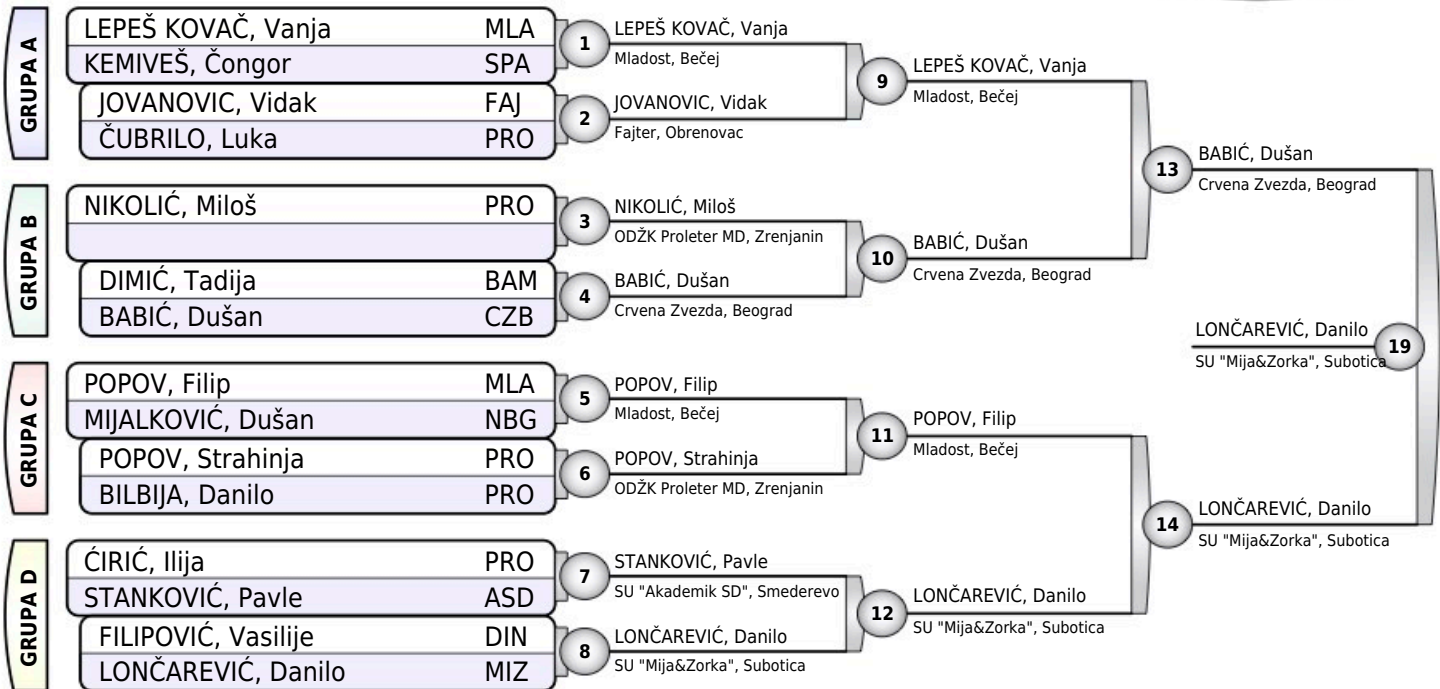 GRUPA A
LEPEŠ KOVAČ, Vanja MLA
KEMIVEŠ, Čongor SPA
JOVANOVIC, Vidak FAJ
ČUBRILO, Luka PRO
GRUPA B
NIKOLIĆ, Miloš PRO
DIMIĆ, Tadija BAM
BABIĆ, Dušan CZB
GRUPA C
POPOV, Filip MLA
MIJALKOVIĆ, Dušan NBG
POPOV, Strahinja PRO
BILBIJA, Danilo PRO
GRUPA D
ĆIRIĆ, Ilija PRO
STANKOVIĆ, Pavle ASD
FILIPOVIĆ, Vasilije DIN
LONČAREVIĆ, Danilo MIZ
1
LEPEŠ KOVAČ, Vanja
Mladost, Bečej
2
JOVANOVIC, Vidak
Fajter, Obrenovac
3
NIKOLIĆ, Miloš
ODŽK Proleter MD, Zrenjanin
4
BABIĆ, Dušan
Crvena Zvezda, Beograd
5
POPOV, Filip
Mladost, Bečej
6
POPOV, Strahinja
ODŽK Proleter MD, Zrenjanin
7
STANKOVIĆ, Pavle
SU "Akademik SD", Smederevo
8
LONČAREVIĆ, Danilo
SU "Mija&Zorka", Subotica
9
LEPEŠ KOVAČ, Vanja
Mladost, Bečej
10
BABIĆ, Dušan
Crvena Zvezda, Beograd
11
POPOV, Filip
Mladost, Bečej
12
LONČAREVIĆ, Danilo
SU "Mija&Zorka", Subotica
13
BABIĆ, Dušan
Crvena Zvezda, Beograd
14
LONČAREVIĆ, Danilo
SU "Mija&Zorka", Subotica
LONČAREVIĆ, Danilo
SU "Mija&Zorka", Subotica
19